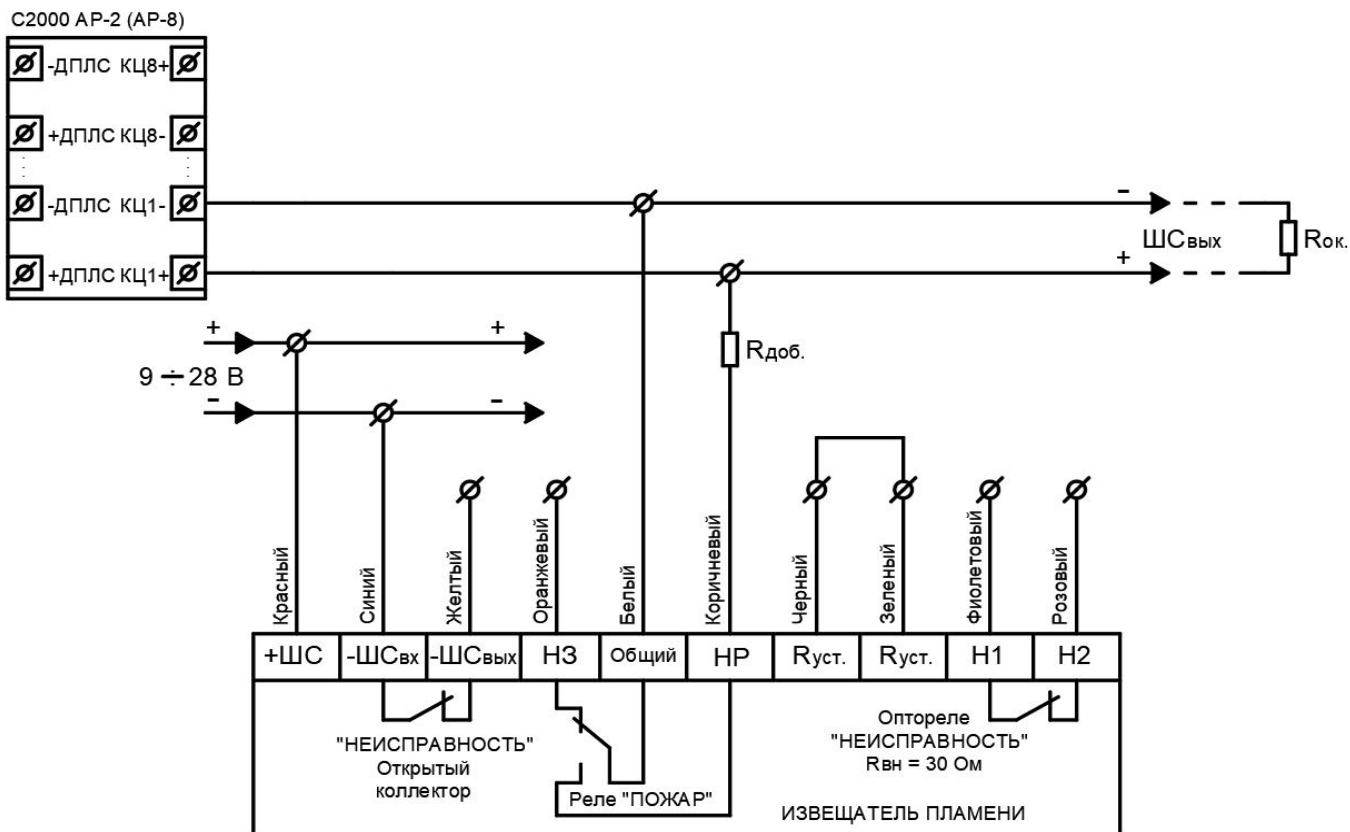 С2000 АР-2 (АР-8)
-ДПЛС КЦ8+
+ДПЛС КЦ8-
-ДПЛС КЦ1-
+ДПЛС КЦ1+
-
ШСвых
+
Rок.
+ +
9 ÷ 28 В
- -
Rдоб.
Красный
Синий
Желтый
Оранжевый
Белый
Коричневый
Черный
Зеленый
Фиолетовый
Розовый
+ШС -ШСвх -ШСвых НЗ Общий НР Rуст. Rуст. Н1 Н2
"НЕИСПРАВНОСТЬ"
Открытый
коллектор
Реле "ПОЖАР"
Оптореле
"НЕИСПРАВНОСТЬ"
Rвн = 30 Ом
ИЗВЕЩАТЕЛЬ ПЛАМЕНИ